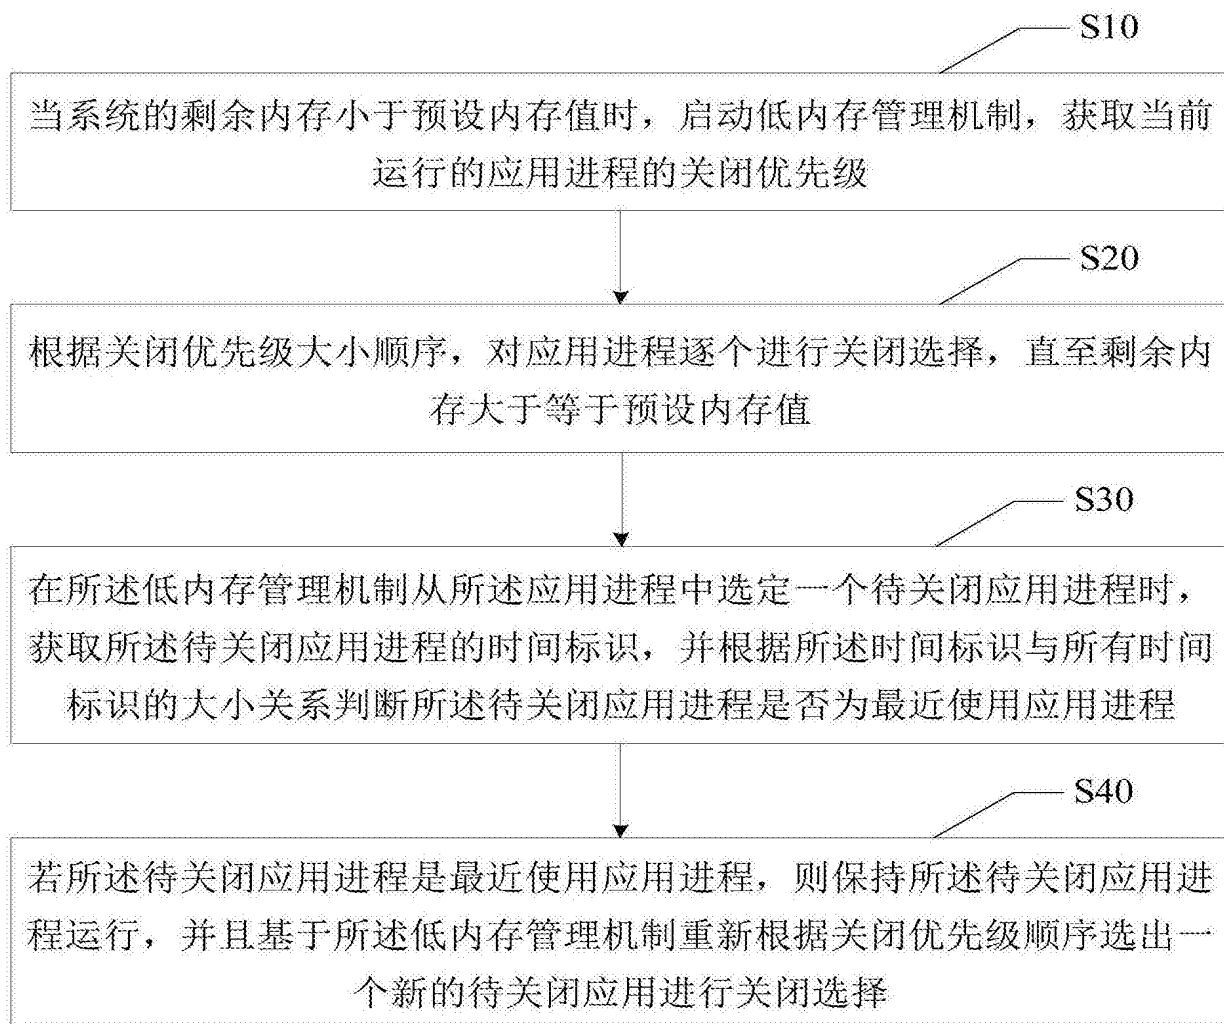 S10
当系统的剩余内存小于预设内存值时，启动低内存管理机制，获取当前
运行的应用进程的关闭优先级
S20
根据关闭优先级大小顺序，对应用进程逐个进行关闭选择，直至剩余内
存大于等于预设内存值
S30
在所述低内存管理机制从所述应用进程中选定一个待关闭应用进程时，
获取所述待关闭应用进程的时间标识，并根据所述时间标识与所有时间
标识的大小关系判断所述待关闭应用进程是否为最近使用应用进程
S40
若所述待关闭应用进程是最近使用应用进程，则保持所述待关闭应用进
程运行，并且基于所述低内存管理机制重新根据关闭优先级顺序选出一
个新的待关闭应用进行关闭选择